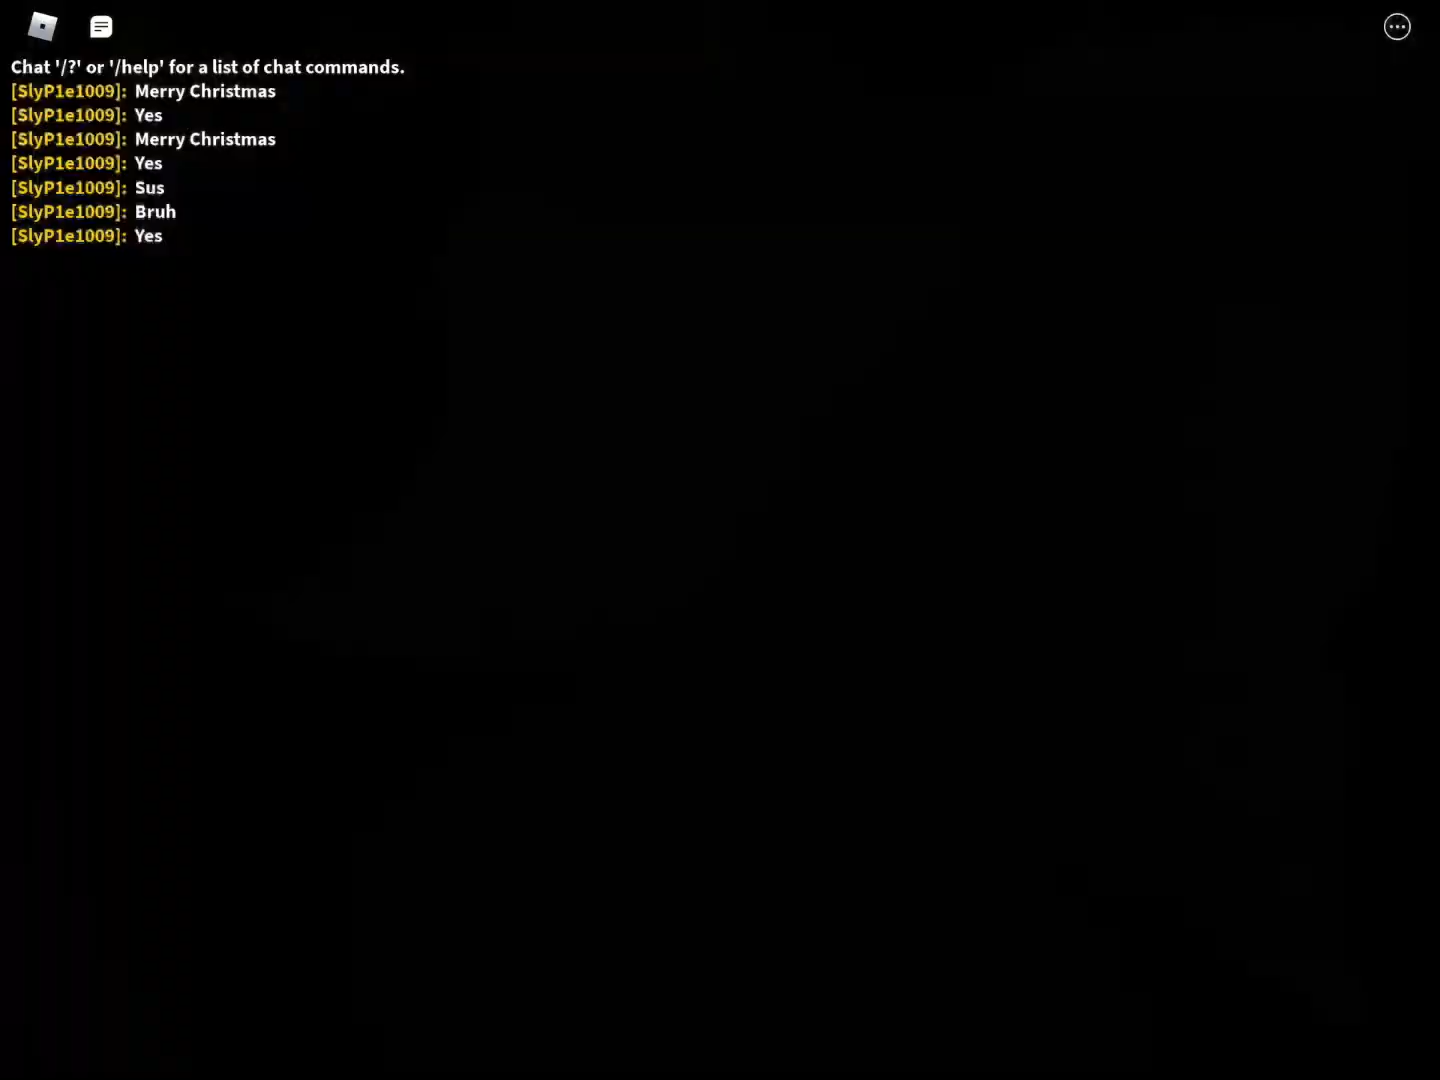 Chat '/?' or '/help' for a list of chat commands.
[SlyP1e1009]: Merry Christmas
[SlyP1e1009]: Yes
[SlyP1e1009]: Merry Christmas
[SlyP1e1009]: Yes
[SlyP1e1009]: Sus
[SlyP1e1009]: Bruh
[SlyP1e1009]: Yes